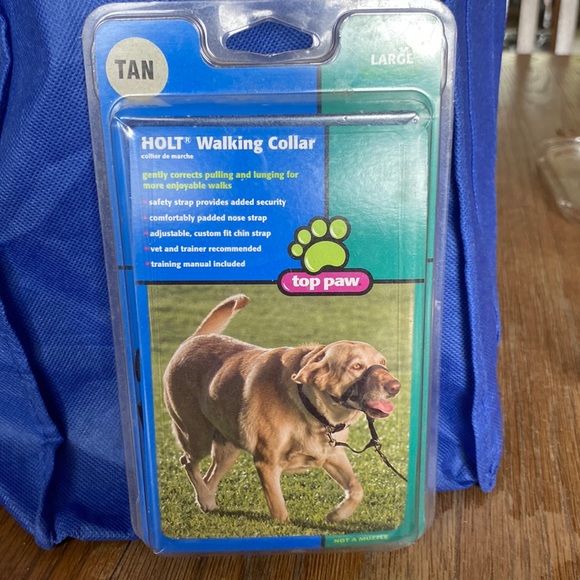 TAN
LARGE
HOLT® Walking Collar
collier de marche
gently corrects pulling and lunging for
more enjoyable walks
safety strap provides added security
comfortably padded nose strap
adjustable, custom fit chin strap
vet and trainer recommended
training manual included
top paw
NOT A MUZZLE